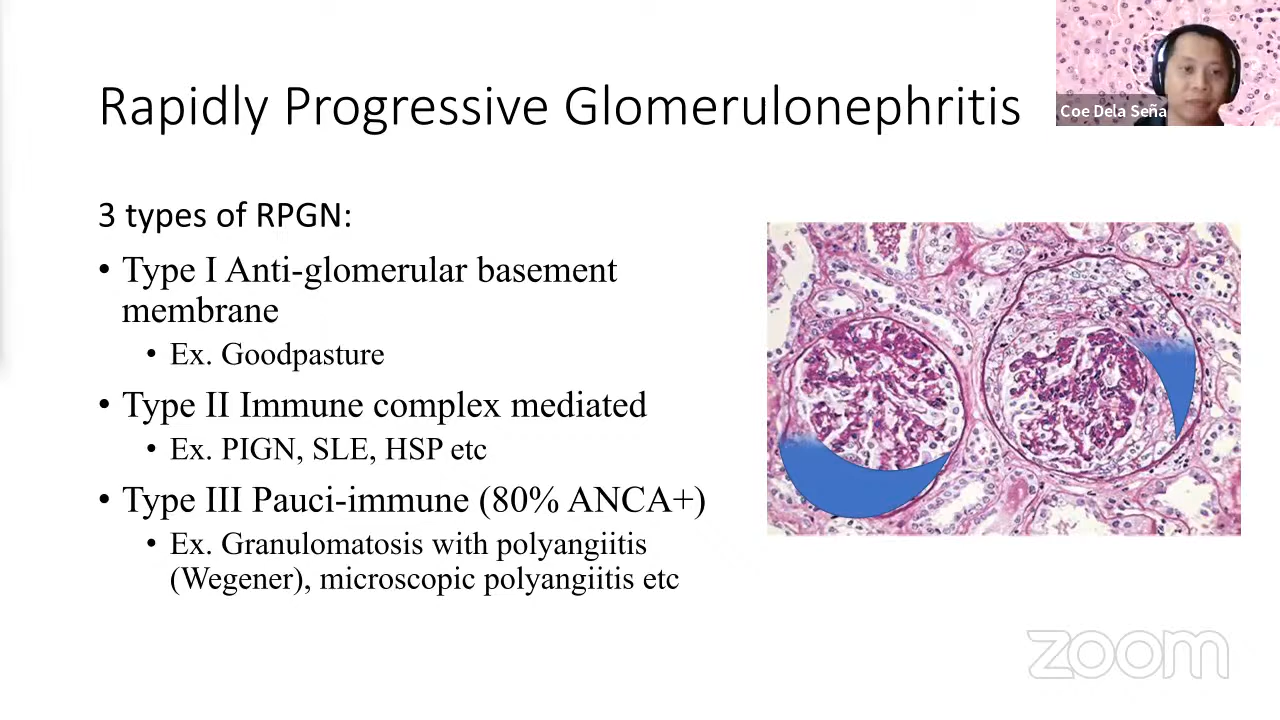 Rapidly Progressive Glomerulonephritis
Coe Dela Seña
3 types of RPGN:
• Type I Anti-glomerular basement
membrane
• Ex. Goodpasture
• Type II Immune complex mediated
• Ex. PIGN, SLE, HSP etc
• Type III Pauci-immune (80% ANCA+)
• Ex. Granulomatosis with polyangiitis
(Wegener), microscopic polyangiitis etc
zoom